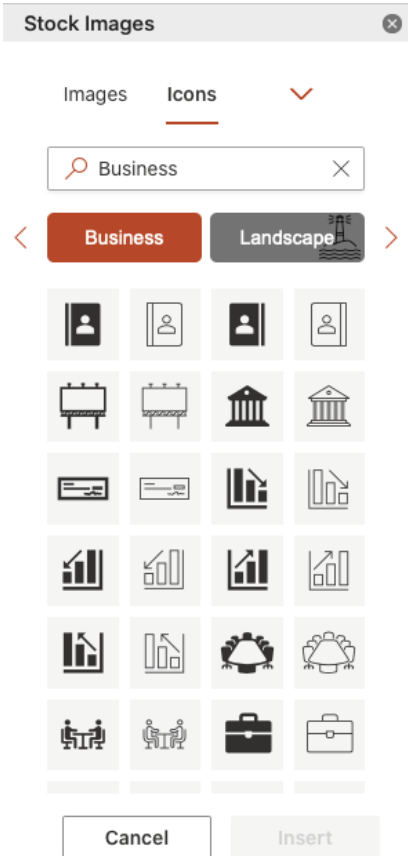 Stock Images
Images Icons
Business
Business Landscape
Cancel Insert